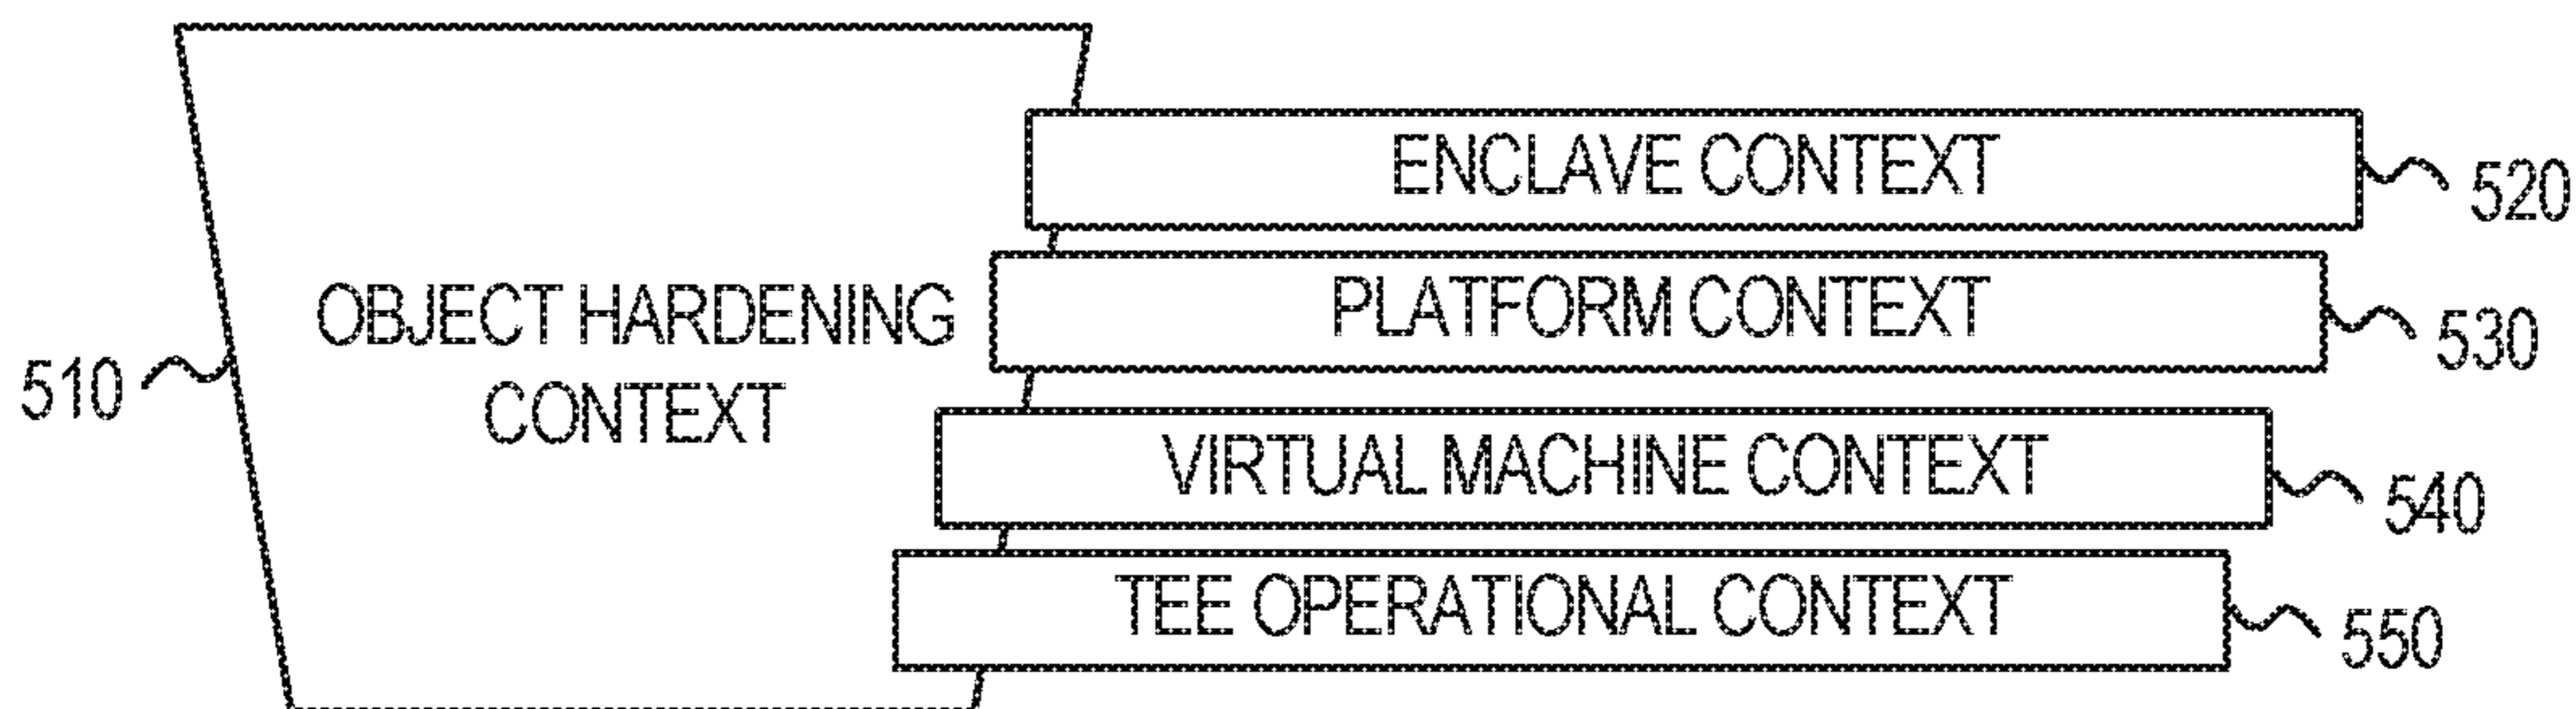 ENCLAVE CONTEXT
520
PLATFORM CONTEXT
530
OBJECT HARDENING
CONTEXT
510
VIRTUAL MACHINE CONTEXT
540
TEE OPERATIONAL CONTEXT
550